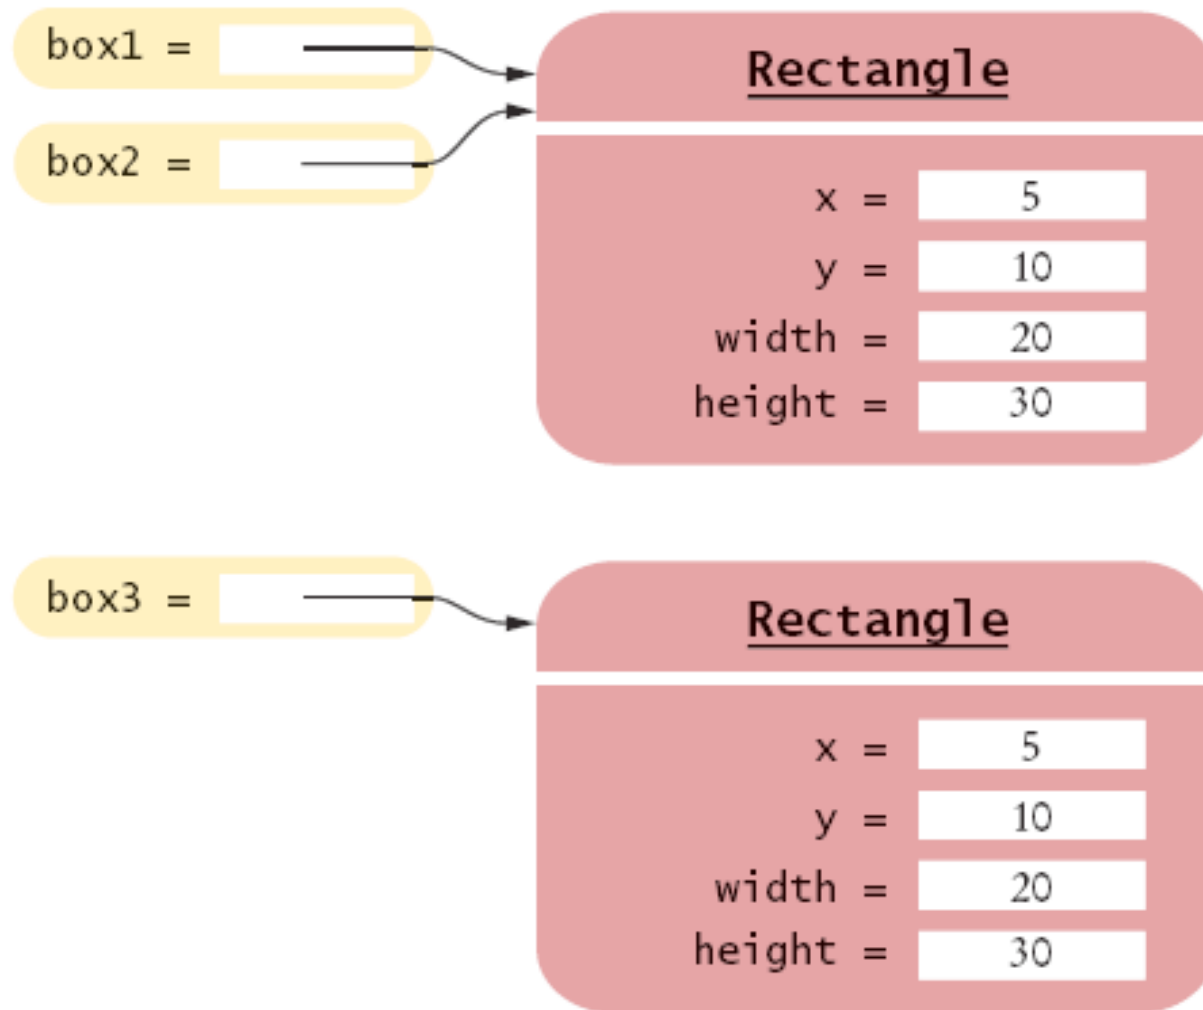 box1 =
box2 =
Rectangle
x = 5
y = 10
width = 20
height = 30
box3 =
Rectangle
x = 5
y = 10
width = 20
height = 30